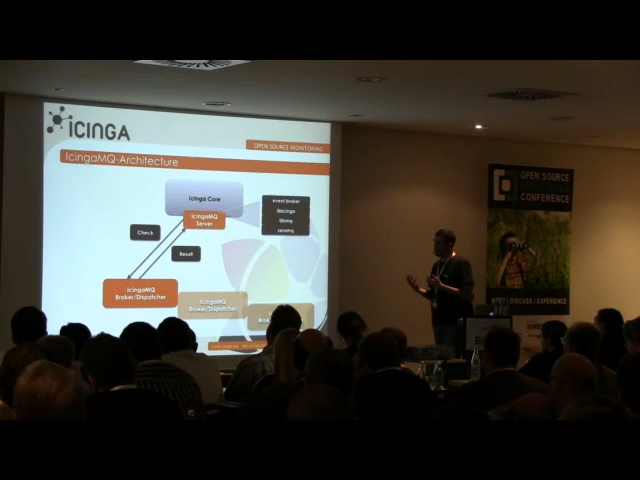 ICINGA
OPEN SOURCE MONITORING
IcingaMQ-Architecture
Icinga Core
IcingaMQ
Server
event broker
libicinga
libmq
zeromq
Check
Result
IcingaMQ
Broker/Dispatcher
IcingaMQ
Broker/Dispatcher
OPEN SOURCE
CONFERENCE
MEET / DISCUSS / EXPERIENCE